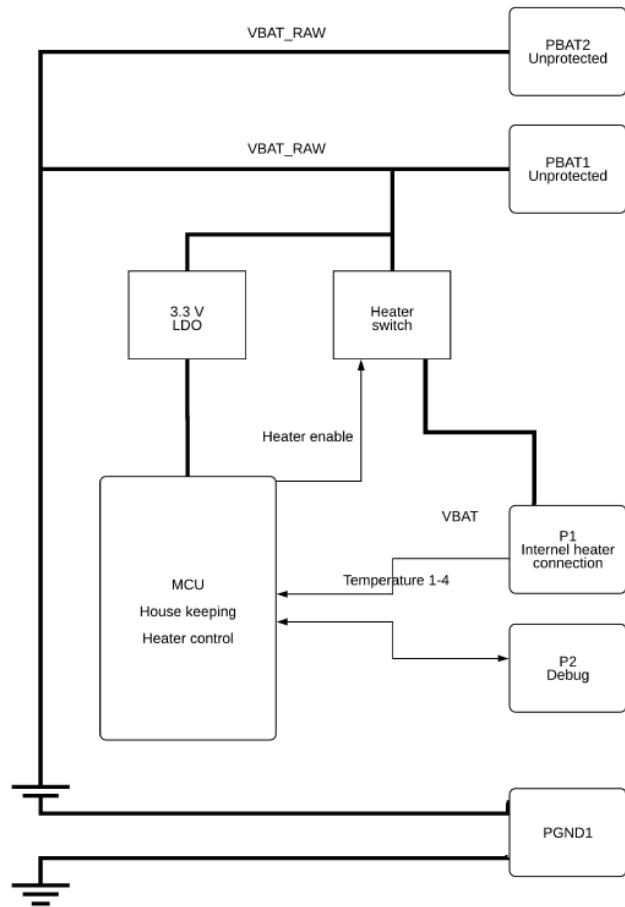 VBAT_RAW
PBAT2
Unprotected
VBAT_RAW
PBAT1
Unprotected
3.3 V
LDO
Heater
switch
Heater enable
VBAT
P1
Internel heater
connection
MCU
House keeping
Heater control
Temperature 1-4
P2
Debug
PGND1